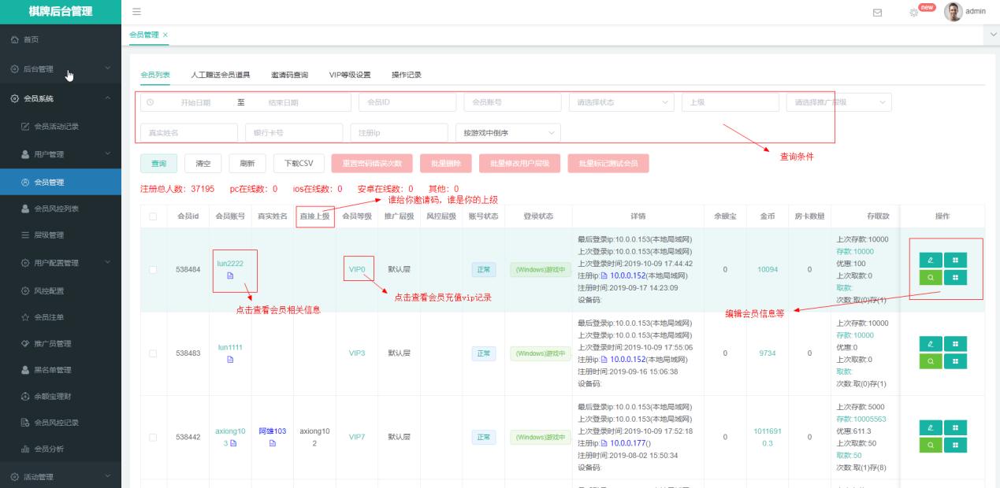 棋牌后台管理
new
admin
首页
后台管理
会员系统
会员活动记录
用户管理
会员管理
会员风控列表
层级管理
用户配置管理
风控配置
会员注单
推广员管理
黑名单管理
余额宝理财
会员风控记录
会员分析
活动管理
会员管理 ×
会员列表 人工赠送会员道具 邀请码查询 VIP等级设置 操作记录
开始日期 至 结束日期 会员ID 会员账号 请选择状态 上级 请选择推广层级
真实姓名 银行卡号 注册ip 按游戏中倒序
查询条件
查询 清空 刷新 下载CSV 重置密码错误次数 批量删除 批量修改用户层级 批量标记测试会员
注册总人数：37195 pc在线数：0 ios在线数：0 安卓在线数：0 其他：0
谁给你邀请码，谁是你的上级
会员id 会员账号 真实姓名 直接上级 会员等级 推广层级 风控层级 账号状态 登录状态 详情 余额宝 金币 房卡数量 存取款 操作
538484 lun2222 VIP0 默认层 正常 (Windows)游戏中 0 10094 0
最后登录ip:10.0.0.153(本地局域网)
上次登录ip:10.0.0.153(本地局域网)
上次登录时间:2019-10-09 17:44:42
注册ip: 10.0.0.152(本地局域网)
注册时间:2019-09-17 14:23:09
设备码:
上次存款:10000
存款:10000
优惠:100
上次取款:0
取款:
次数:取(0)存(1)
点击查看会员相关信息
点击查看会员充值vip记录
编辑会员信息等
538483 lun1111 VIP3 默认层 正常 (Windows)游戏中 0 9734 0
最后登录ip:10.0.0.153(本地局域网)
上次登录ip:10.0.0.153(本地局域网)
上次登录时间:2019-10-09 17:55:06
注册ip: 10.0.0.152(本地局域网)
注册时间:2019-09-16 15:06:38
设备码:
上次存款:10000
存款:10000
优惠:0
上次取款:0
取款:
次数:取(0)存(1)
538442 axiong103 阿雄103 axiong102 VIP7 默认层 正常 (Windows)游戏中 0 10116910.3 0
最后登录ip:10.0.0.153(本地局域网)
上次登录ip:10.0.0.153(本地局域网)
上次登录时间:2019-10-09 17:52:18
注册ip: 10.0.0.177()
注册时间:2019-08-02 15:50:34
设备码:
上次存款:5000
存款:10005563
优惠:611.3
上次取款:50
取款:50
次数:取(1)存(8)